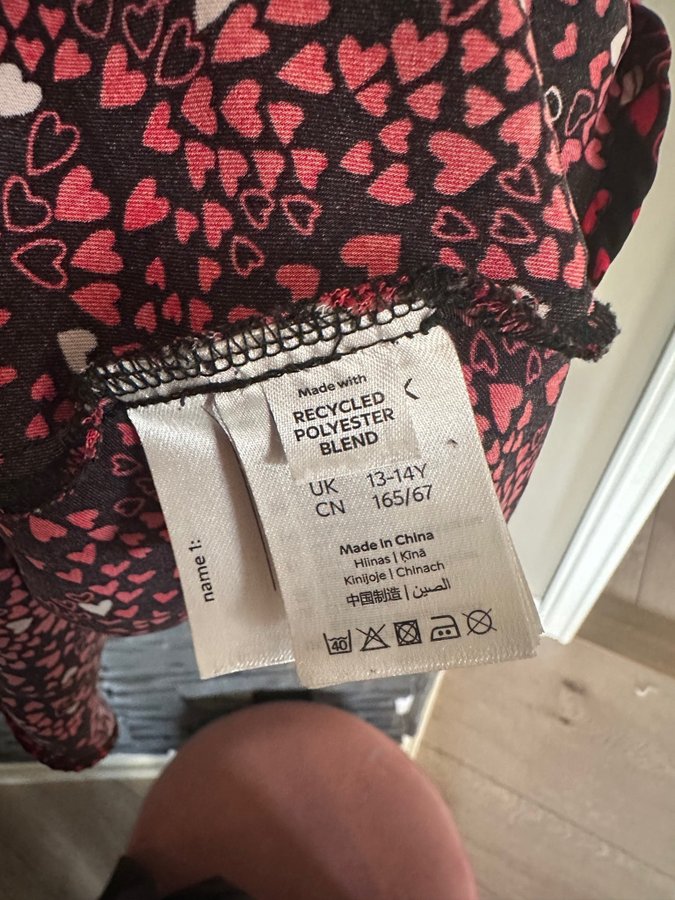 Made with
RECYCLED
POLYESTER
BLEND
UK 13-14Y
CN 165/67
Made in China
Hiinas | Ķīnā
Kinijoje | Chinach
中国制造 | الصين
40
name 1: